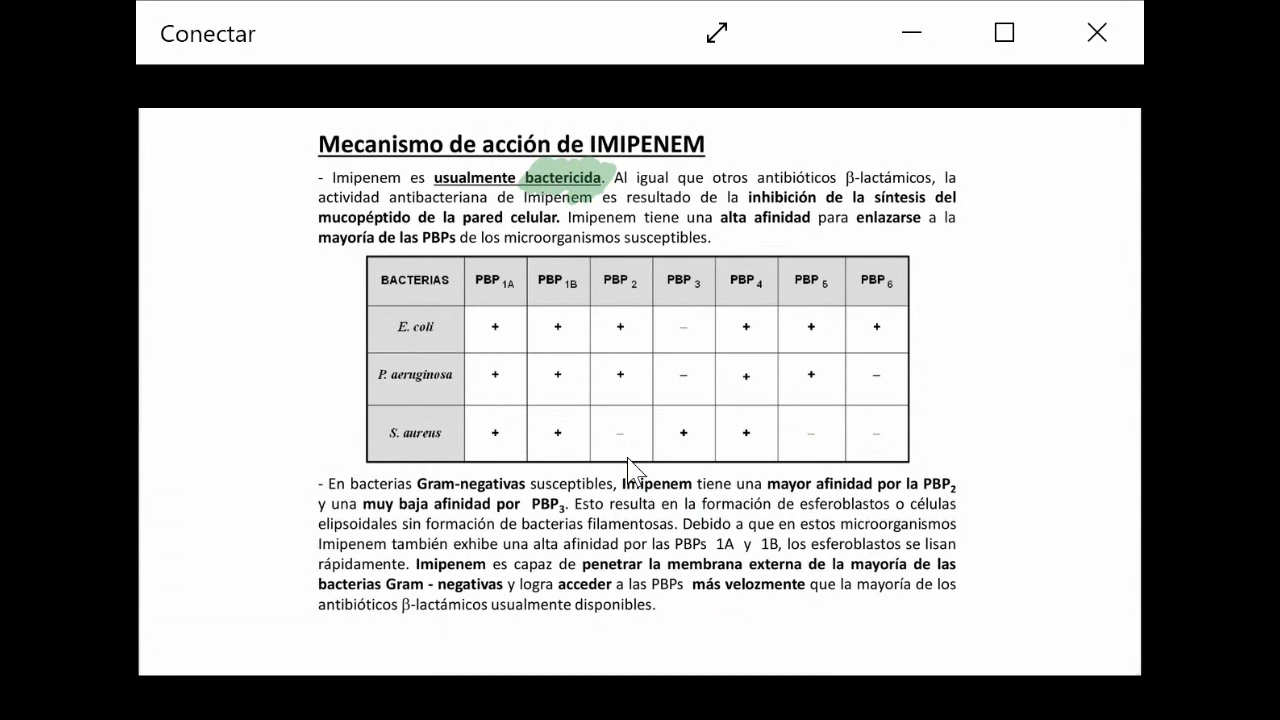 Conectar
Mecanismo de acción de IMIPENEM
- Imipenem es usualmente bactericida. Al igual que otros antibióticos β-lactámicos, la
actividad antibacteriana de Imipenem es resultado de la inhibición de la síntesis del
mucopéptido de la pared celular. Imipenem tiene una alta afinidad para enlazarse a la
mayoría de las PBPs de los microorganismos susceptibles.
BACTERIAS PBP 1A PBP 1B PBP 2 PBP 3 PBP 4 PBP 5 PBP 6
E. coli + + + – + + +
P. aeruginosa + + + – + + –
S. aureus + + – + + – –
- En bacterias Gram-negativas susceptibles, Imipenem tiene una mayor afinidad por la PBP2
y una muy baja afinidad por PBP3. Esto resulta en la formación de esferoblastos o células
elipsoidales sin formación de bacterias filamentosas. Debido a que en estos microorganismos
Imipenem también exhibe una alta afinidad por las PBPs 1A y 1B, los esferoblastos se lisan
rápidamente. Imipenem es capaz de penetrar la membrana externa de la mayoría de las
bacterias Gram - negativas y logra acceder a las PBPs más velozmente que la mayoría de los
antibióticos β-lactámicos usualmente disponibles.